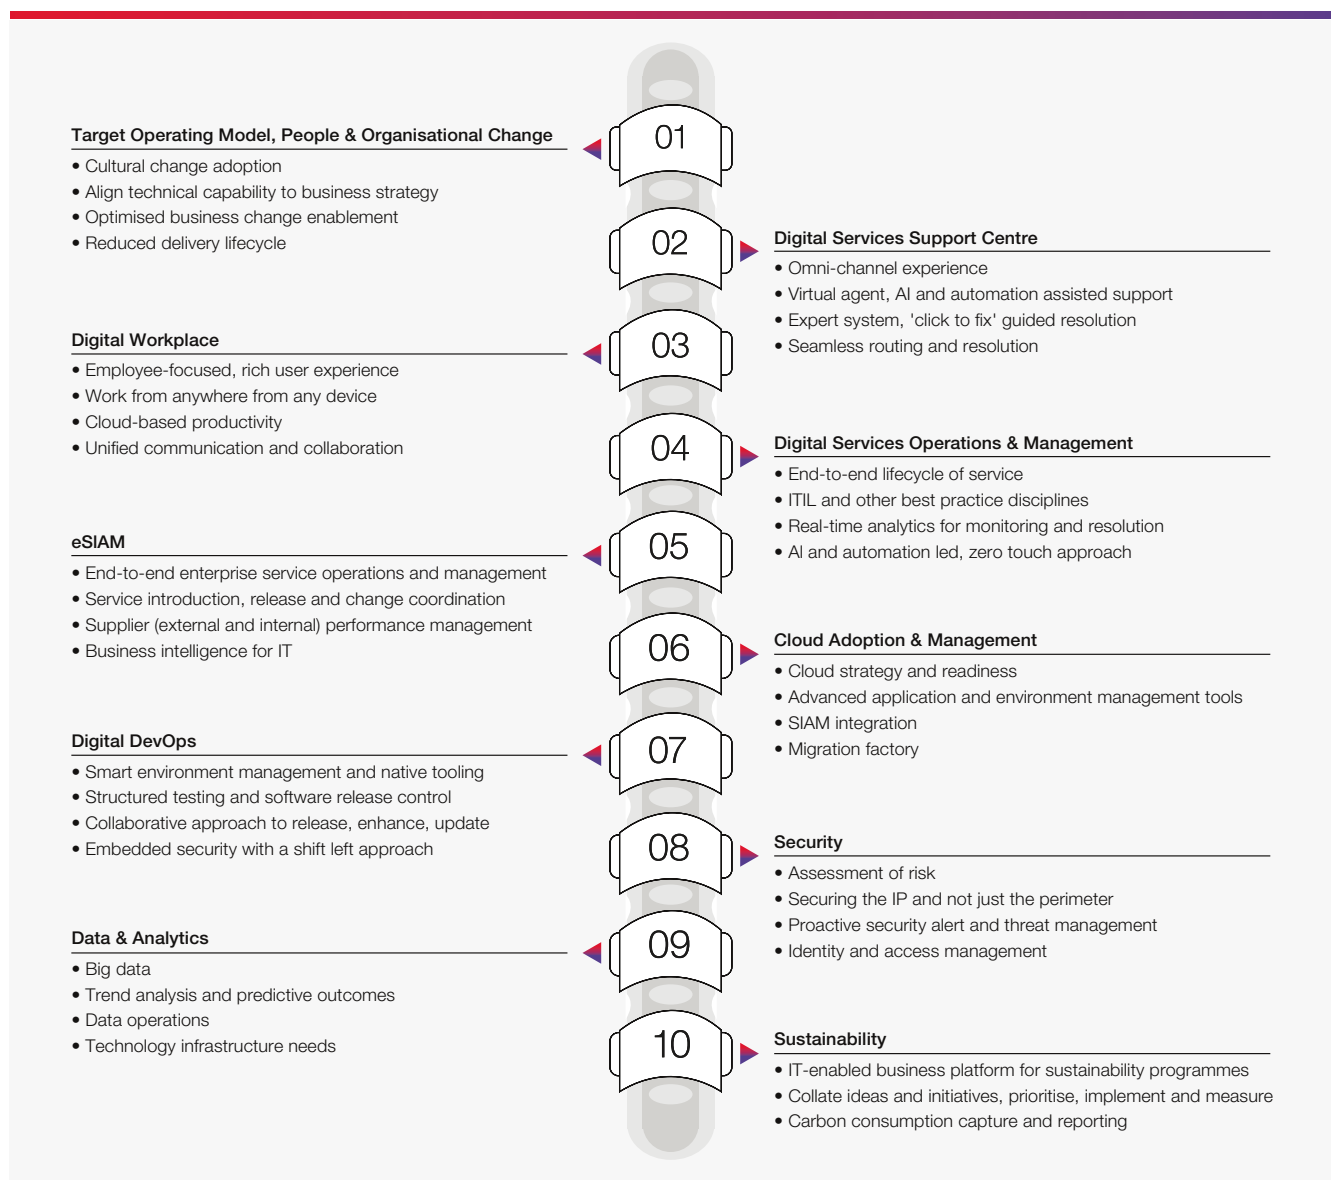 01
Target Operating Model, People & Organisational Change
• Cultural change adoption
• Align technical capability to business strategy
• Optimised business change enablement
• Reduced delivery lifecycle
02
Digital Services Support Centre
• Omni-channel experience
• Virtual agent, AI and automation assisted support
• Expert system, 'click to fix' guided resolution
• Seamless routing and resolution
03
Digital Workplace
• Employee-focused, rich user experience
• Work from anywhere from any device
• Cloud-based productivity
• Unified communication and collaboration
04
Digital Services Operations & Management
• End-to-end lifecycle of service
• ITIL and other best practice disciplines
• Real-time analytics for monitoring and resolution
• AI and automation led, zero touch approach
05
eSIAM
• End-to-end enterprise service operations and management
• Service introduction, release and change coordination
• Supplier (external and internal) performance management
• Business intelligence for IT
06
Cloud Adoption & Management
• Cloud strategy and readiness
• Advanced application and environment management tools
• SIAM integration
• Migration factory
07
Digital DevOps
• Smart environment management and native tooling
• Structured testing and software release control
• Collaborative approach to release, enhance, update
• Embedded security with a shift left approach
08
Security
• Assessment of risk
• Securing the IP and not just the perimeter
• Proactive security alert and threat management
• Identity and access management
09
Data & Analytics
• Big data
• Trend analysis and predictive outcomes
• Data operations
• Technology infrastructure needs
10
Sustainability
• IT-enabled business platform for sustainability programmes
• Collate ideas and initiatives, prioritise, implement and measure
• Carbon consumption capture and reporting